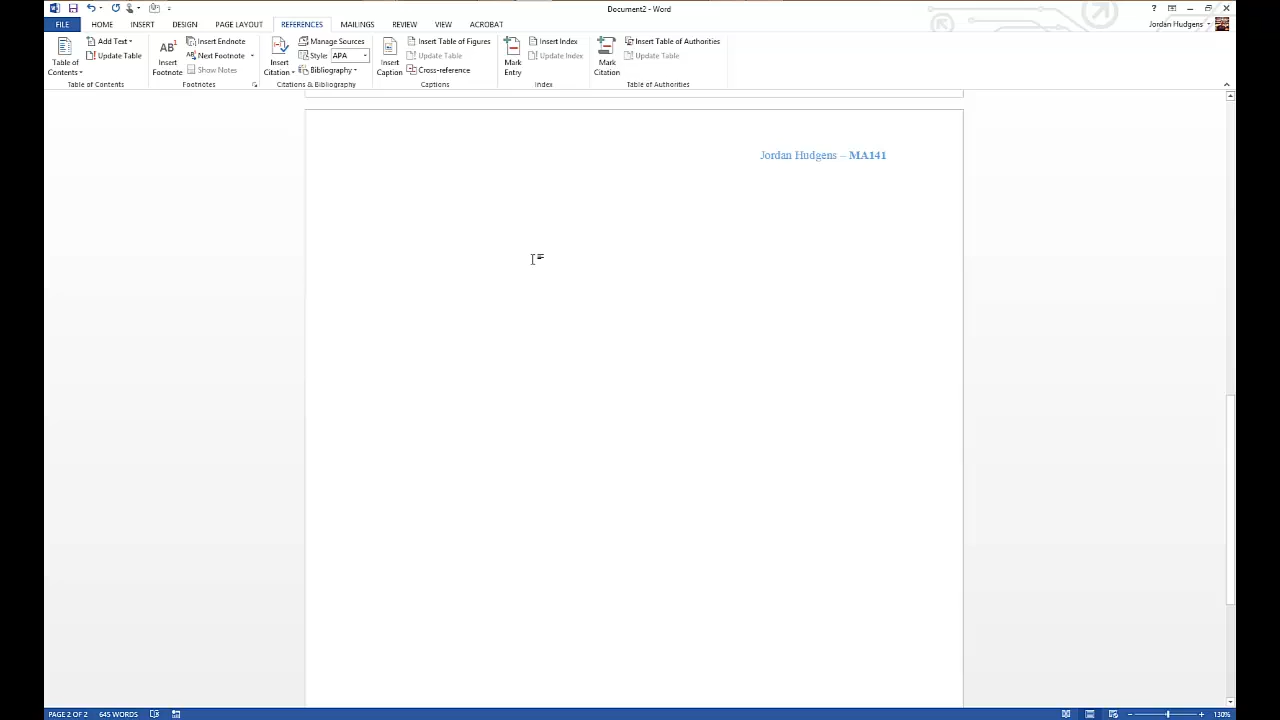 Document2 - Word
Jordan Hudgens
FILE HOME INSERT DESIGN PAGE LAYOUT REFERENCES MAILINGS REVIEW VIEW ACROBAT
Table of Contents
Add Text
Update Table
Table of Contents
AB1 Insert Footnote
Insert Endnote
Next Footnote
Show Notes
Footnotes
Insert Citation
Manage Sources
Style: APA
Bibliography
Citations & Bibliography
Insert Caption
Insert Table of Figures
Update Table
Cross-reference
Captions
Mark Entry
Insert Index
Update Index
Index
Mark Citation
Insert Table of Authorities
Update Table
Table of Authorities
Jordan Hudgens – MA141
PAGE 2 OF 2 645 WORDS 130%